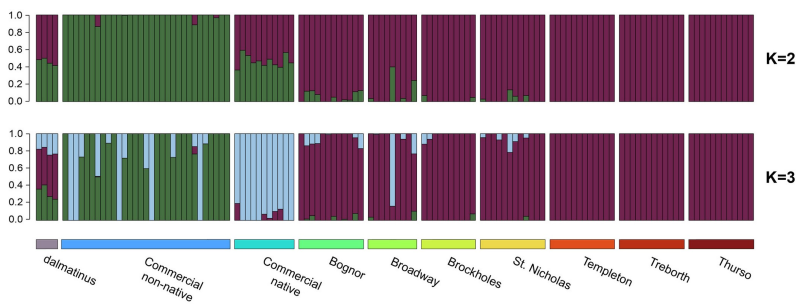 1.0
0.8
0.6
0.4
0.2
0.0
K=2
1.0
0.8
0.6
0.4
0.2
0.0
K=3
dalmatinus
Commercial
non-native
Commercial
native
Bognor
Broadway
Brockholes
St. Nicholas
Templeton
Treborth
Thurso